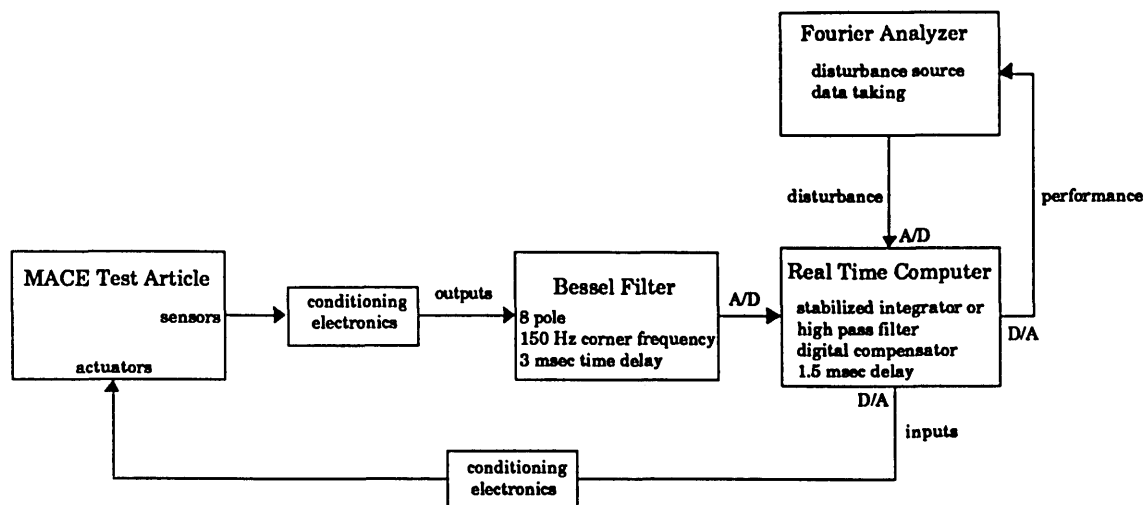 Fourier Analyzer
disturbance source
data taking
disturbance
performance
A/D
MACE Test Article
sensors
actuators
conditioning
electronics
outputs
Bessel Filter
8 pole
150 Hz corner frequency
3 msec time delay
A/D
Real Time Computer
stabilized integrator or
high pass filter
digital compensator
1.5 msec delay
D/A
D/A
inputs
conditioning
electronics